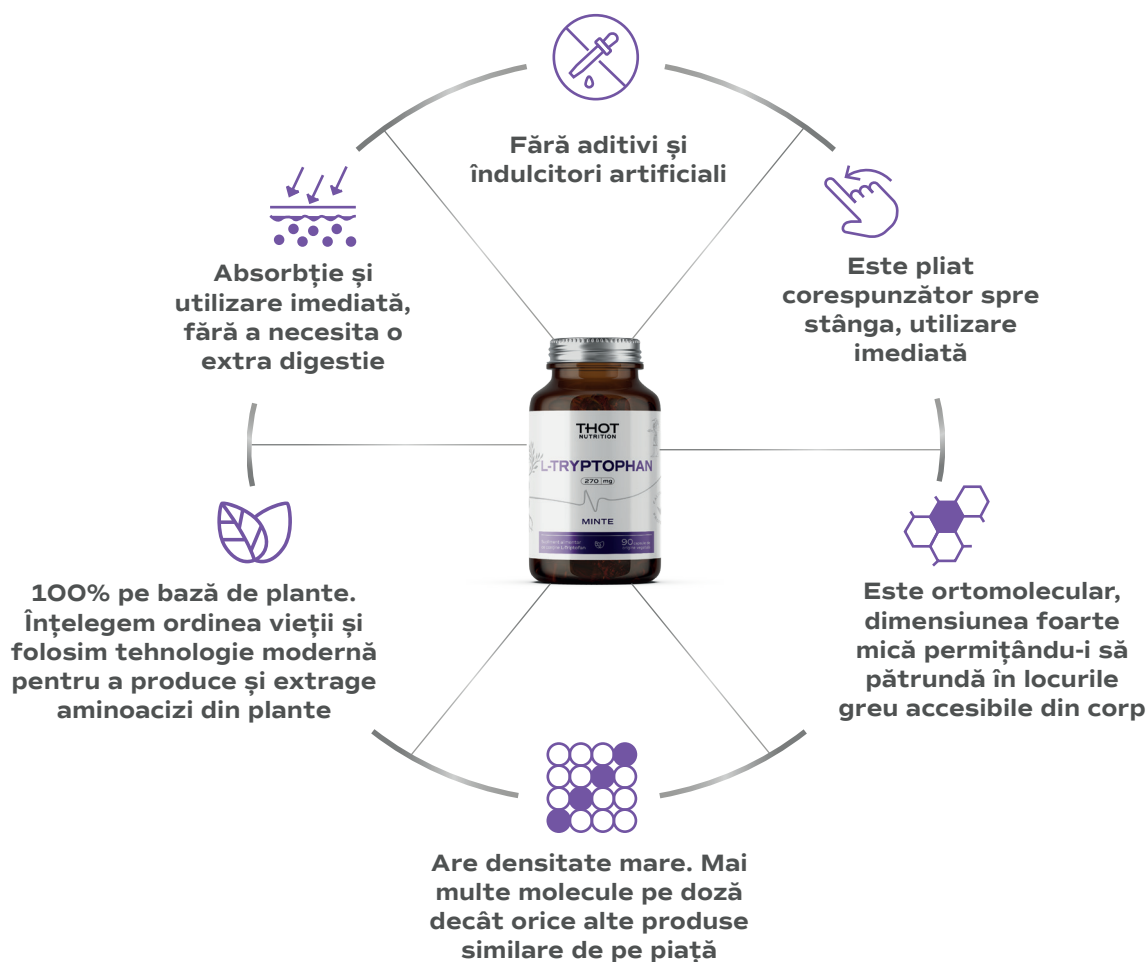 Fără aditivi și
îndulcitori artificiali
Absorbție și
utilizare imediată,
fără a necesita o
extra digestie
Este pliat
corespunzător spre
stânga, utilizare
imediată
THOT
NUTRITION
L-TRYPTOPHAN
270 mg
MINTE
90
100% pe bază de plante.
Înțelegem ordinea vieții și
folosim tehnologie modernă
pentru a produce și extrage
aminoacizi din plante
Este ortomolecular,
dimensiunea foarte
mică permițându-i să
pătrundă în locurile
greu accesibile din corp
Are densitate mare. Mai
multe molecule pe doză
decât orice alte produse
similare de pe piață